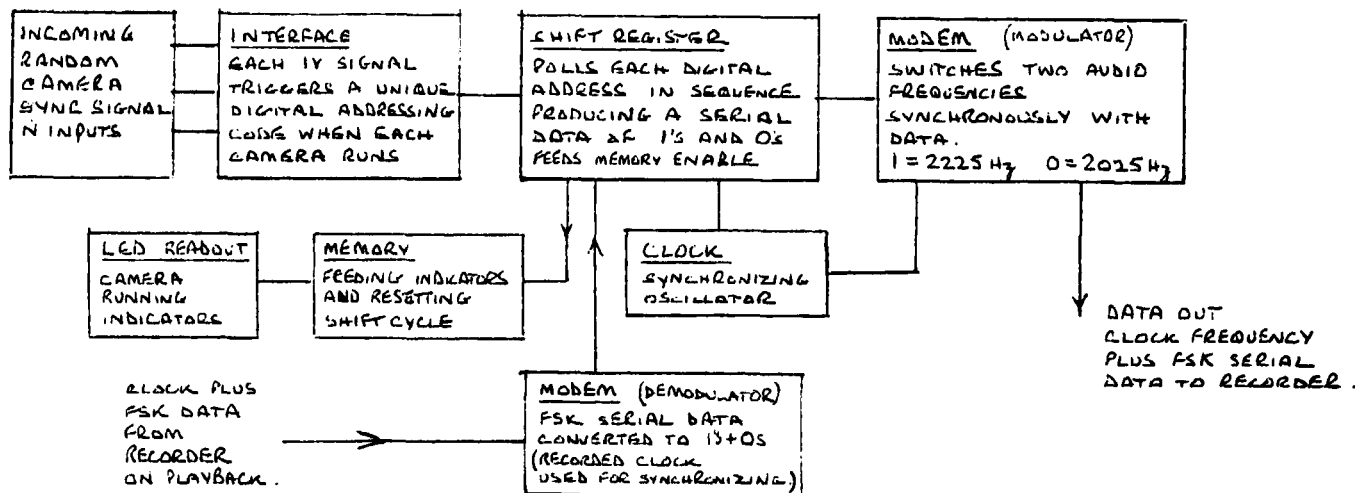 INCOMING
RANDOM
CAMERA
SYNC SIGNAL
N INPUTS
INTERFACE
EACH 1V SIGNAL
TRIGGERS A UNIQUE
DIGITAL ADDRESSING
CODE WHEN EACH
CAMERA RUNS
SHIFT REGISTER
POLLS EACH DIGITAL
ADDRESS IN SEQUENCE
PRODUCING A SERIAL
DATA OF 1'S AND 0'S
FEEDS MEMORY ENABLE
MODEM (MODULATOR)
SWITCHES TWO AUDIO
FREQUENCIES
SYNCHRONOUSLY WITH
DATA.
1 = 2225 Hz 0 = 2025 Hz
LED READOUT
CAMERA
RUNNING
INDICATORS
MEMORY
FEEDING INDICATORS
AND RESETTING
SHIFT CYCLE
CLOCK
SYNCHRONIZING
OSCILLATOR
DATA OUT
CLOCK FREQUENCY
PLUS FSK SERIAL
DATA TO RECORDER.
CLOCK PLUS
FSK DATA
FROM
RECORDER
ON PLAYBACK.
MODEM (DEMODULATOR)
FSK SERIAL DATA
CONVERTED TO 1'S+0S
(RECORDED CLOCK
USED FOR SYNCHRONIZING.)